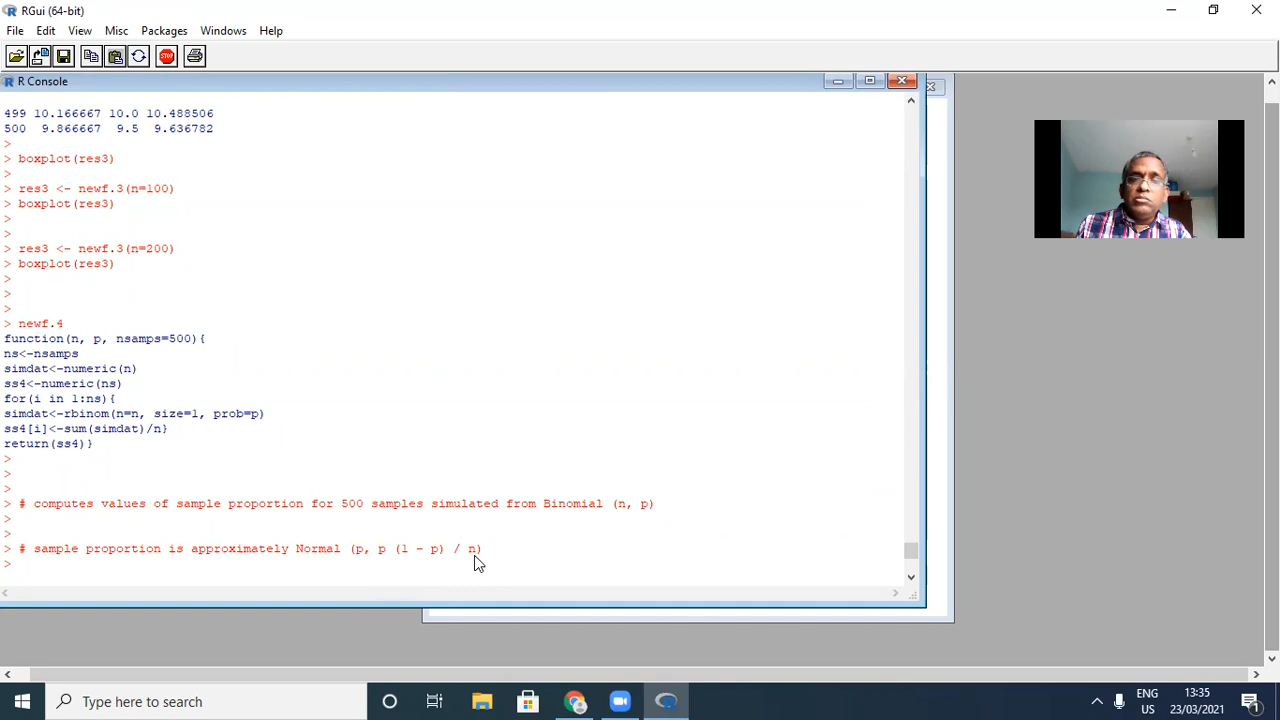 RGui (64-bit)
File Edit View Misc Packages Windows Help
STOP
R Console
499 10.166667 10.0 10.488506
500  9.866667  9.5  9.636782
>
> boxplot(res3)
>
> res3 <- newf.3(n=100)
> boxplot(res3)
>
> res3 <- newf.3(n=200)
> boxplot(res3)
>
>
>
> newf.4
function(n, p, nsamps=500){
ns<-nsamps
simdat<-numeric(n)
ss4<-numeric(ns)
for(i in 1:ns){
simdat<-rbinom(n=n, size=1, prob=p)
ss4[i]<-sum(simdat)/n}
return(ss4)}
>
>
>
> # computes values of sample proportion for 500 samples simulated from Binomial (n, p)
>
>
> # sample proportion is approximately Normal (p, p (1 - p) / n)
>
Type here to search
ENG
US
13:35
23/03/2021
1